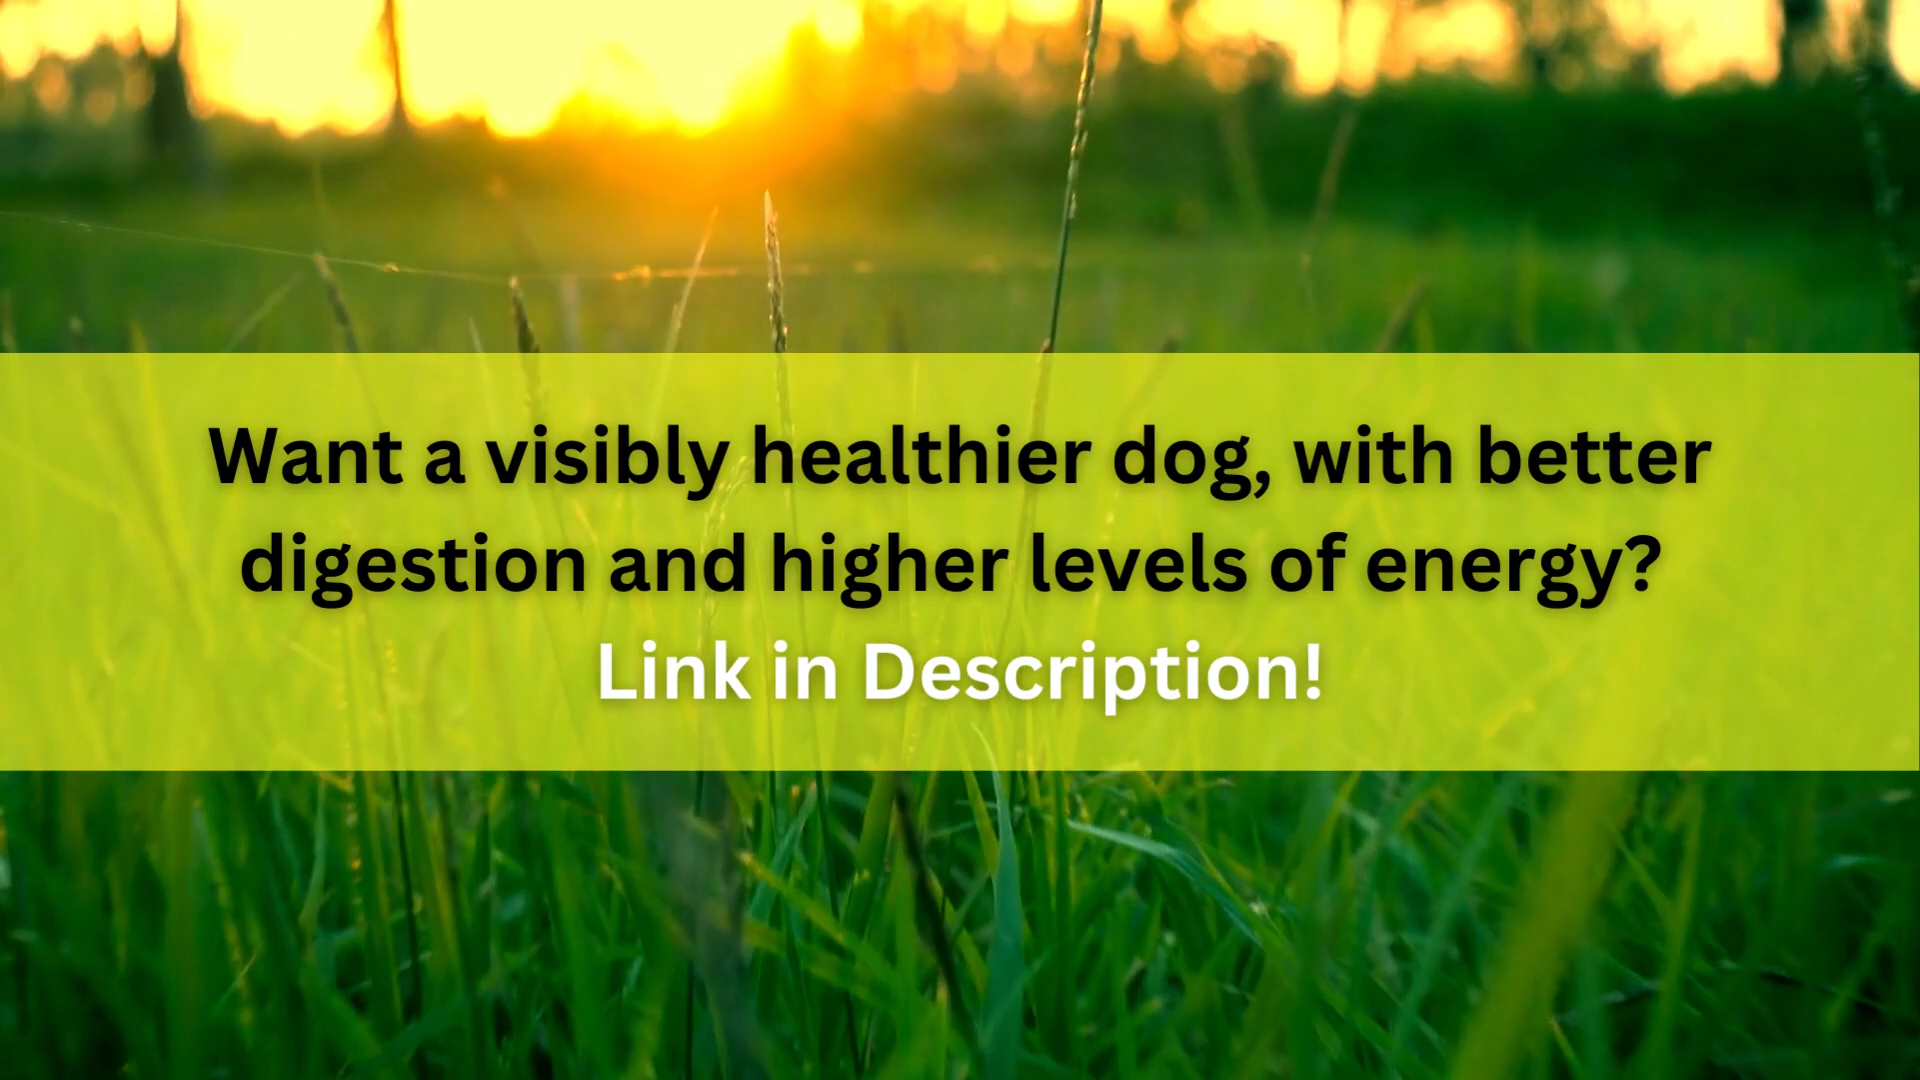 Want a visibly healthier dog, with better
digestion and higher levels of energy?
Link in Description!